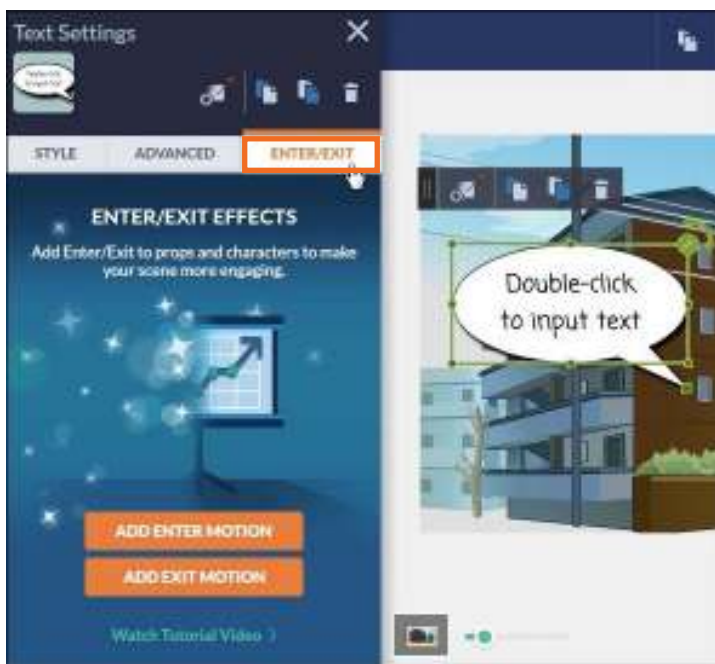 Text Settings
STYLE
ADVANCED
ENTER/EXIT
ENTER/EXIT EFFECTS
Add Enter/Exit to props and characters to make
your scene more engaging.
ADD ENTER MOTION
ADD EXIT MOTION
Watch Tutorial Video
Double-click
to input text